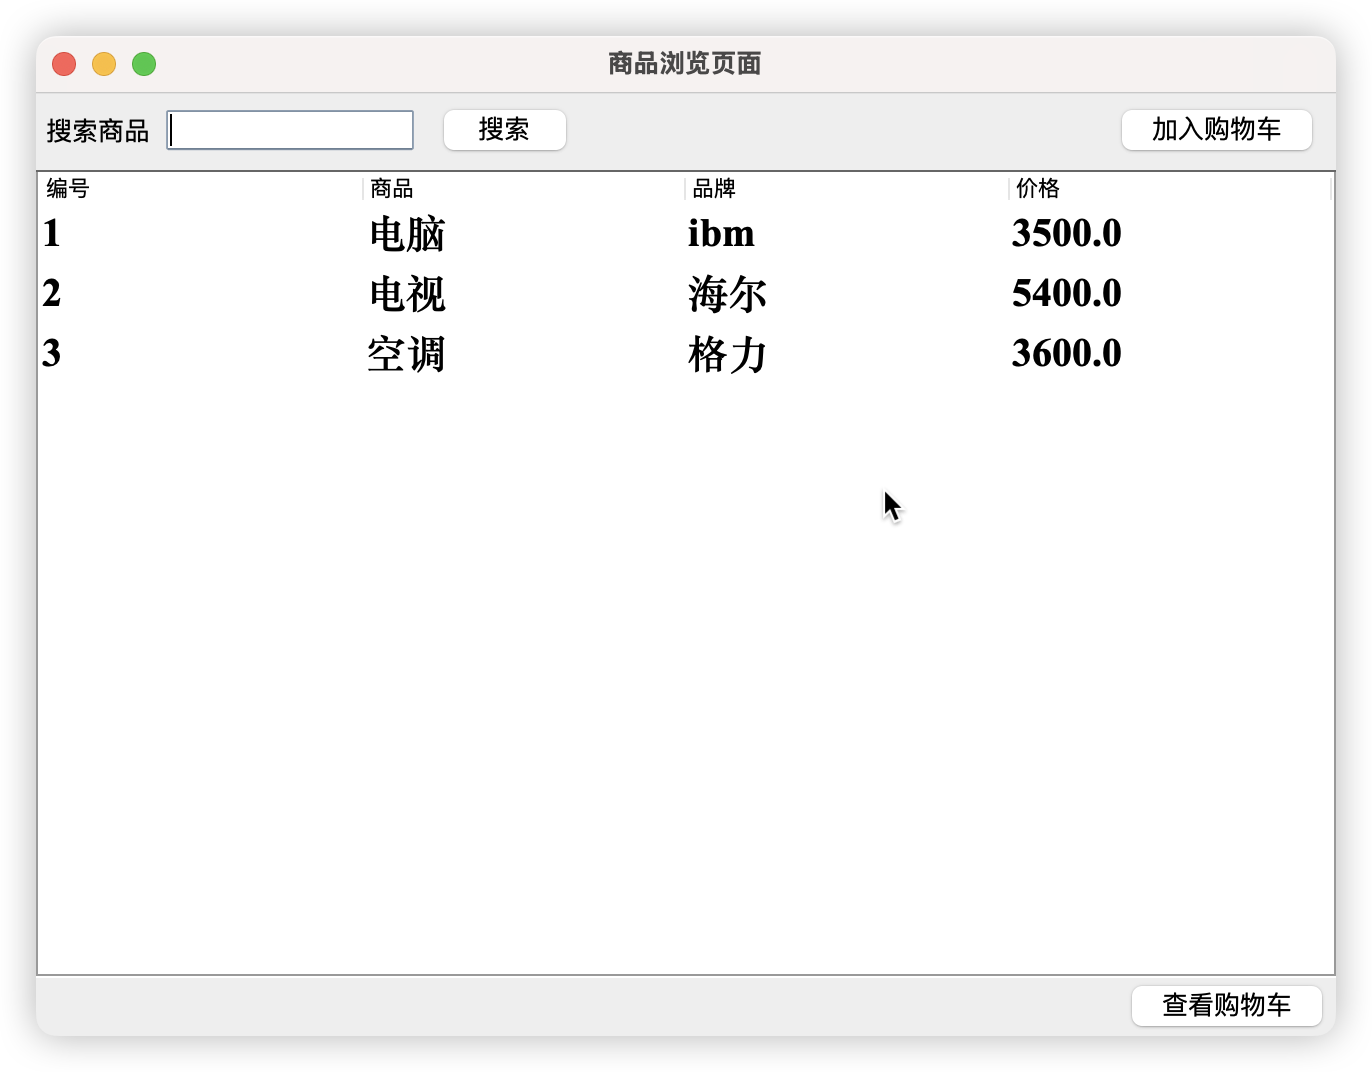 商品浏览页面
搜索商品 搜索 加入购物车
编号 商品 品牌 价格
1 电脑 ibm 3500.0
2 电视 海尔 5400.0
3 空调 格力 3600.0
查看购物车